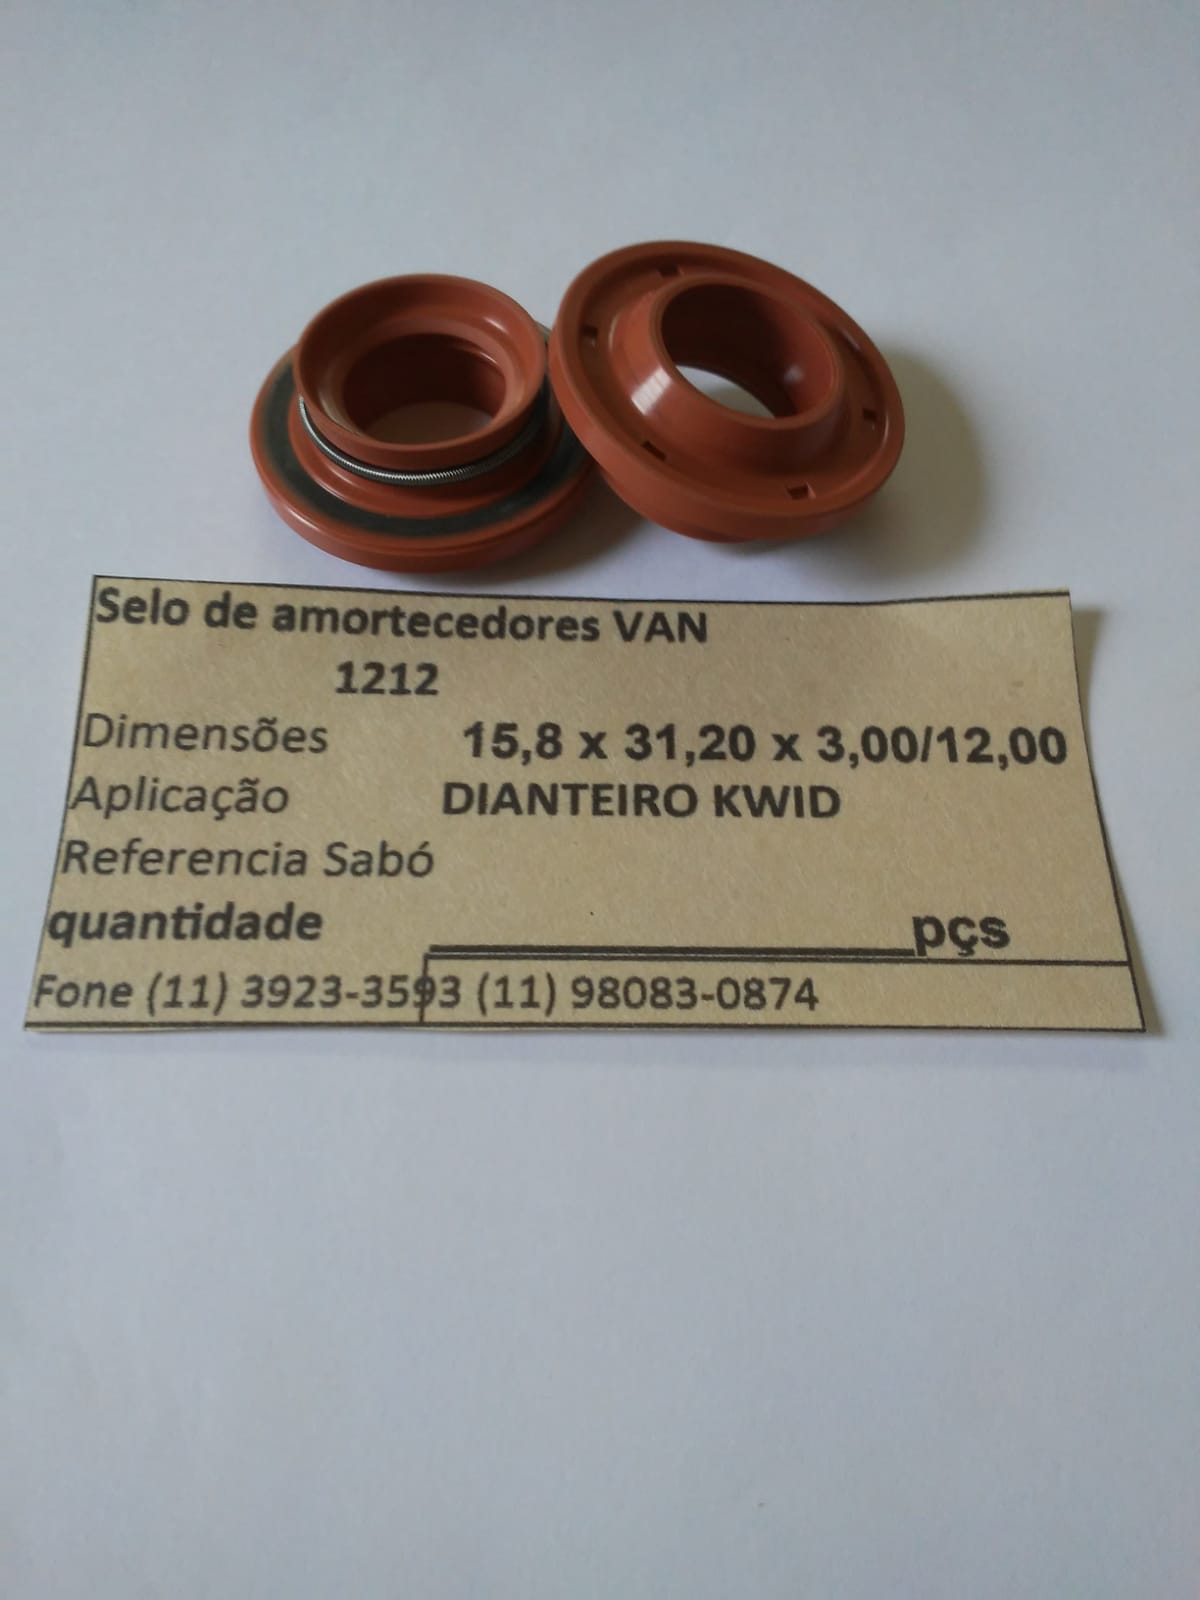 Selo de amortecedores VAN
1212
Dimensões 15,8 x 31,20 x 3,00/12,00
Aplicação DIANTEIRO KWID
Referencia Sabó
quantidade pçs
Fone (11) 3923-3593 (11) 98083-0874